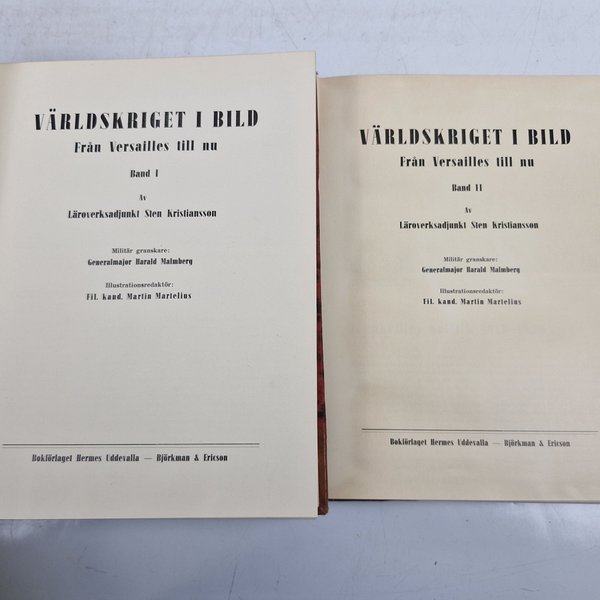 VÄRLDSKRIGET I BILD
Från Versailles till nu
Band I
Av
Läroverksadjunkt Sten Kristiansson
Militär granskare:
Generalmajor Harald Malmberg
Illustrationsredaktör:
Fil. kand. Martin Martelius
Bokförlaget Hermes Uddevalla — Björkman & Ericson
VÄRLDSKRIGET I BILD
Från Versailles till nu
Band II
Av
Läroverksadjunkt Sten Kristiansson
Militär granskare:
Generalmajor Harald Malmberg
Illustrationsredaktör:
Fil. kand. Martin Martelius
Bokförlaget Hermes Uddevalla — Björkman & Ericson